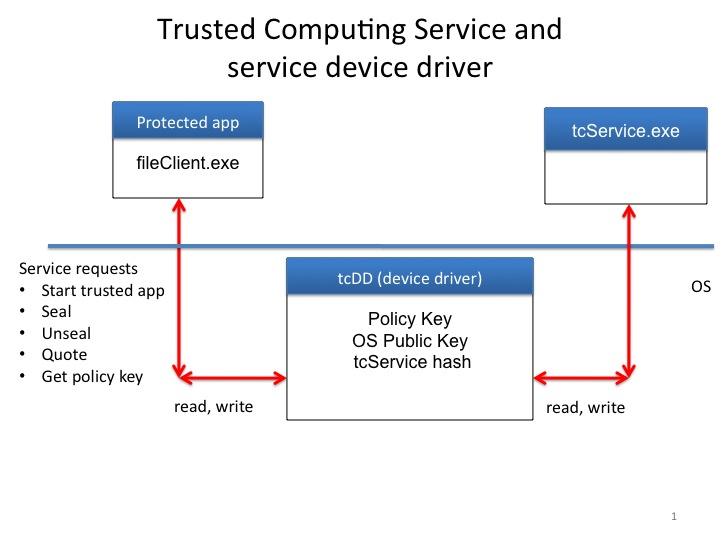 Trusted Computing Service and
service device driver
Protected app
fileClient.exe
tcService.exe
Service requests
• Start trusted app
• Seal
• Unseal
• Quote
• Get policy key
tcDD (device driver)
Policy Key
OS Public Key
tcService hash
OS
read, write
read, write
1